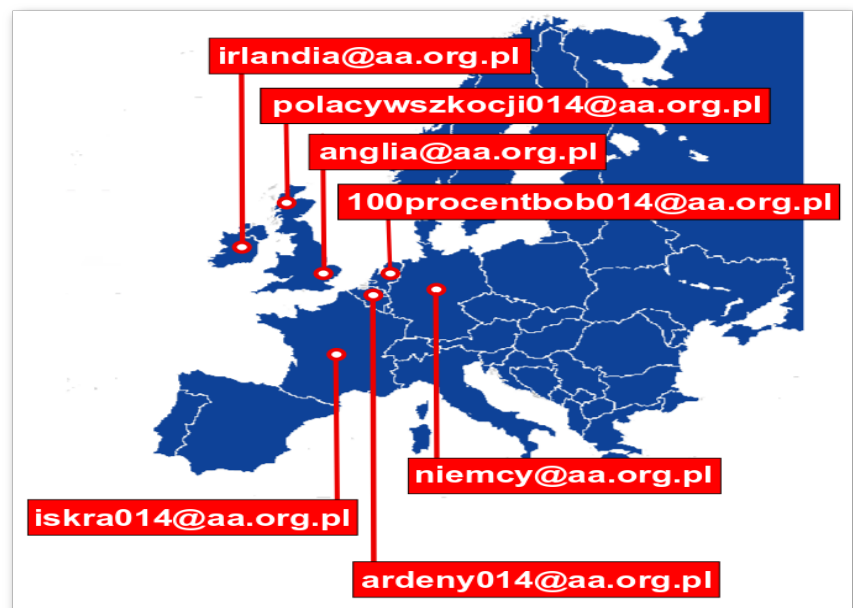 irlandia@aa.org.pl
polacywszkocji014@aa.org.pl
anglia@aa.org.pl
100procentbob014@aa.org.pl
niemcy@aa.org.pl
iskra014@aa.org.pl
ardeny014@aa.org.pl